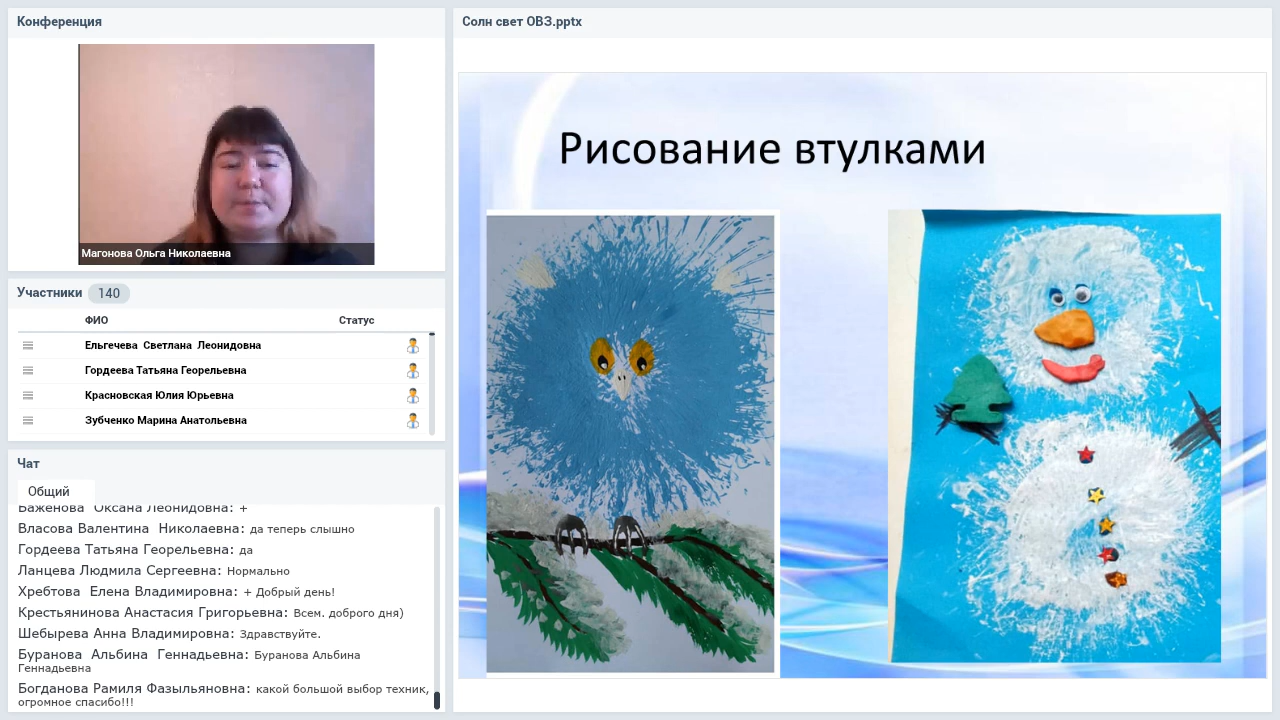 Конференция
Магонова Ольга Николаевна
Участники 140
ФИО Статус
Ельгечева Светлана Леонидовна
Гордеева Татьяна Георельевна
Красновская Юлия Юрьевна
Зубченко Марина Анатольевна
Чат
Общий
Баженова Оксана Леонидовна: +
Власова Валентина Николаевна: да теперь слышно
Гордеева Татьяна Георельевна: да
Ланцева Людмила Сергеевна: Нормально
Хребтова Елена Владимировна: + Добрый день!
Крестьянинова Анастасия Григорьевна: Всем. доброго дня)
Шебырева Анна Владимировна: Здравствуйте.
Буранова Альбина Геннадьевна: Буранова Альбина
Геннадьевна
Богданова Рамиля Фазыльяновна: какой большой выбор техник,
огромное спасибо!!!
Солн свет ОВЗ.pptx
Рисование втулками